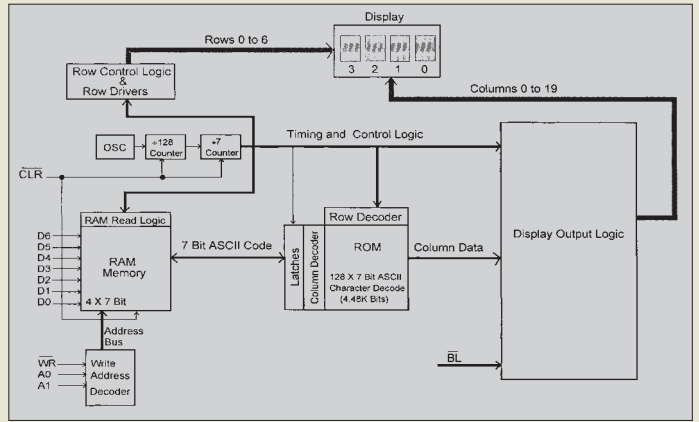 Display
Rows 0 to 6
3 2 1 0
Row Control Logic
&
Row Drivers
Columns 0 to 19
OSC
÷128
Counter
÷7
Counter
Timing and Control Logic
CLR
RAM Read Logic
D6
D5
D4
D3
D2
D1
D0
RAM
Memory
4 X 7 Bit
7 Bit ASCII Code
Latches
Column Decoder
Row Decoder
ROM
128 X 7 Bit ASCII
Character Decode
(4.48K Bits)
Column Data
Display Output Logic
Address
Bus
BL
WR
A0
A1
Write
Address
Decoder